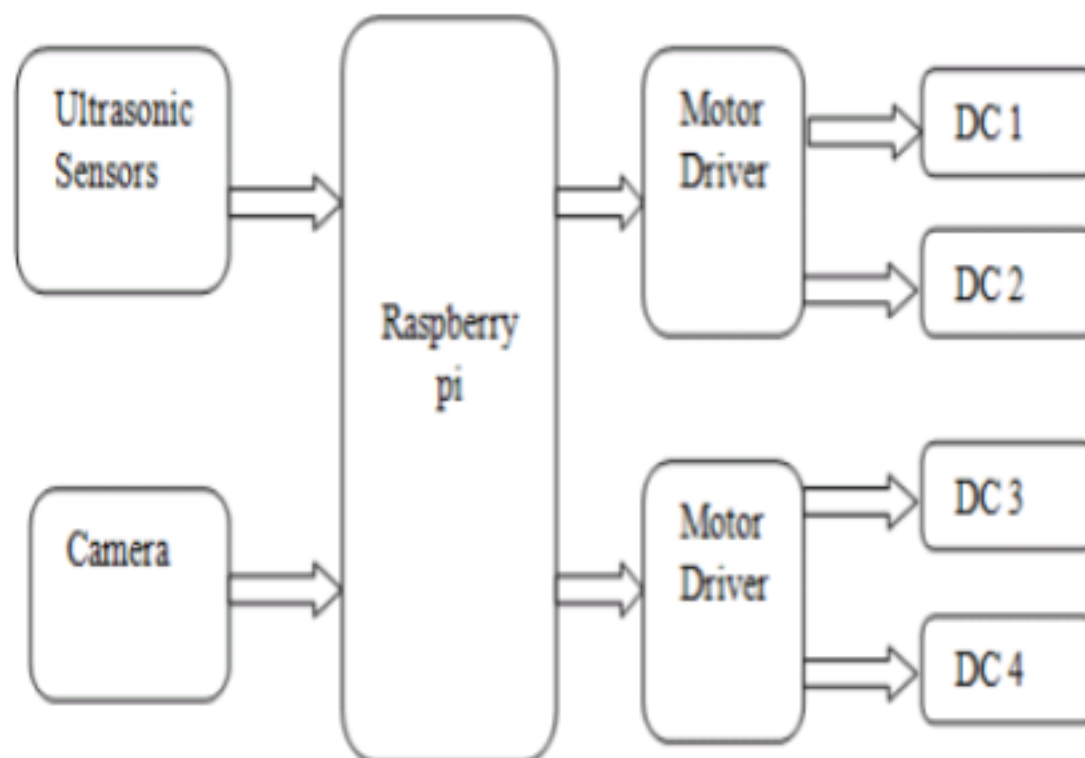 Ultrasonic
Sensors
Camera
Raspberry
pi
Motor
Driver
Motor
Driver
DC 1
DC 2
DC 3
DC 4